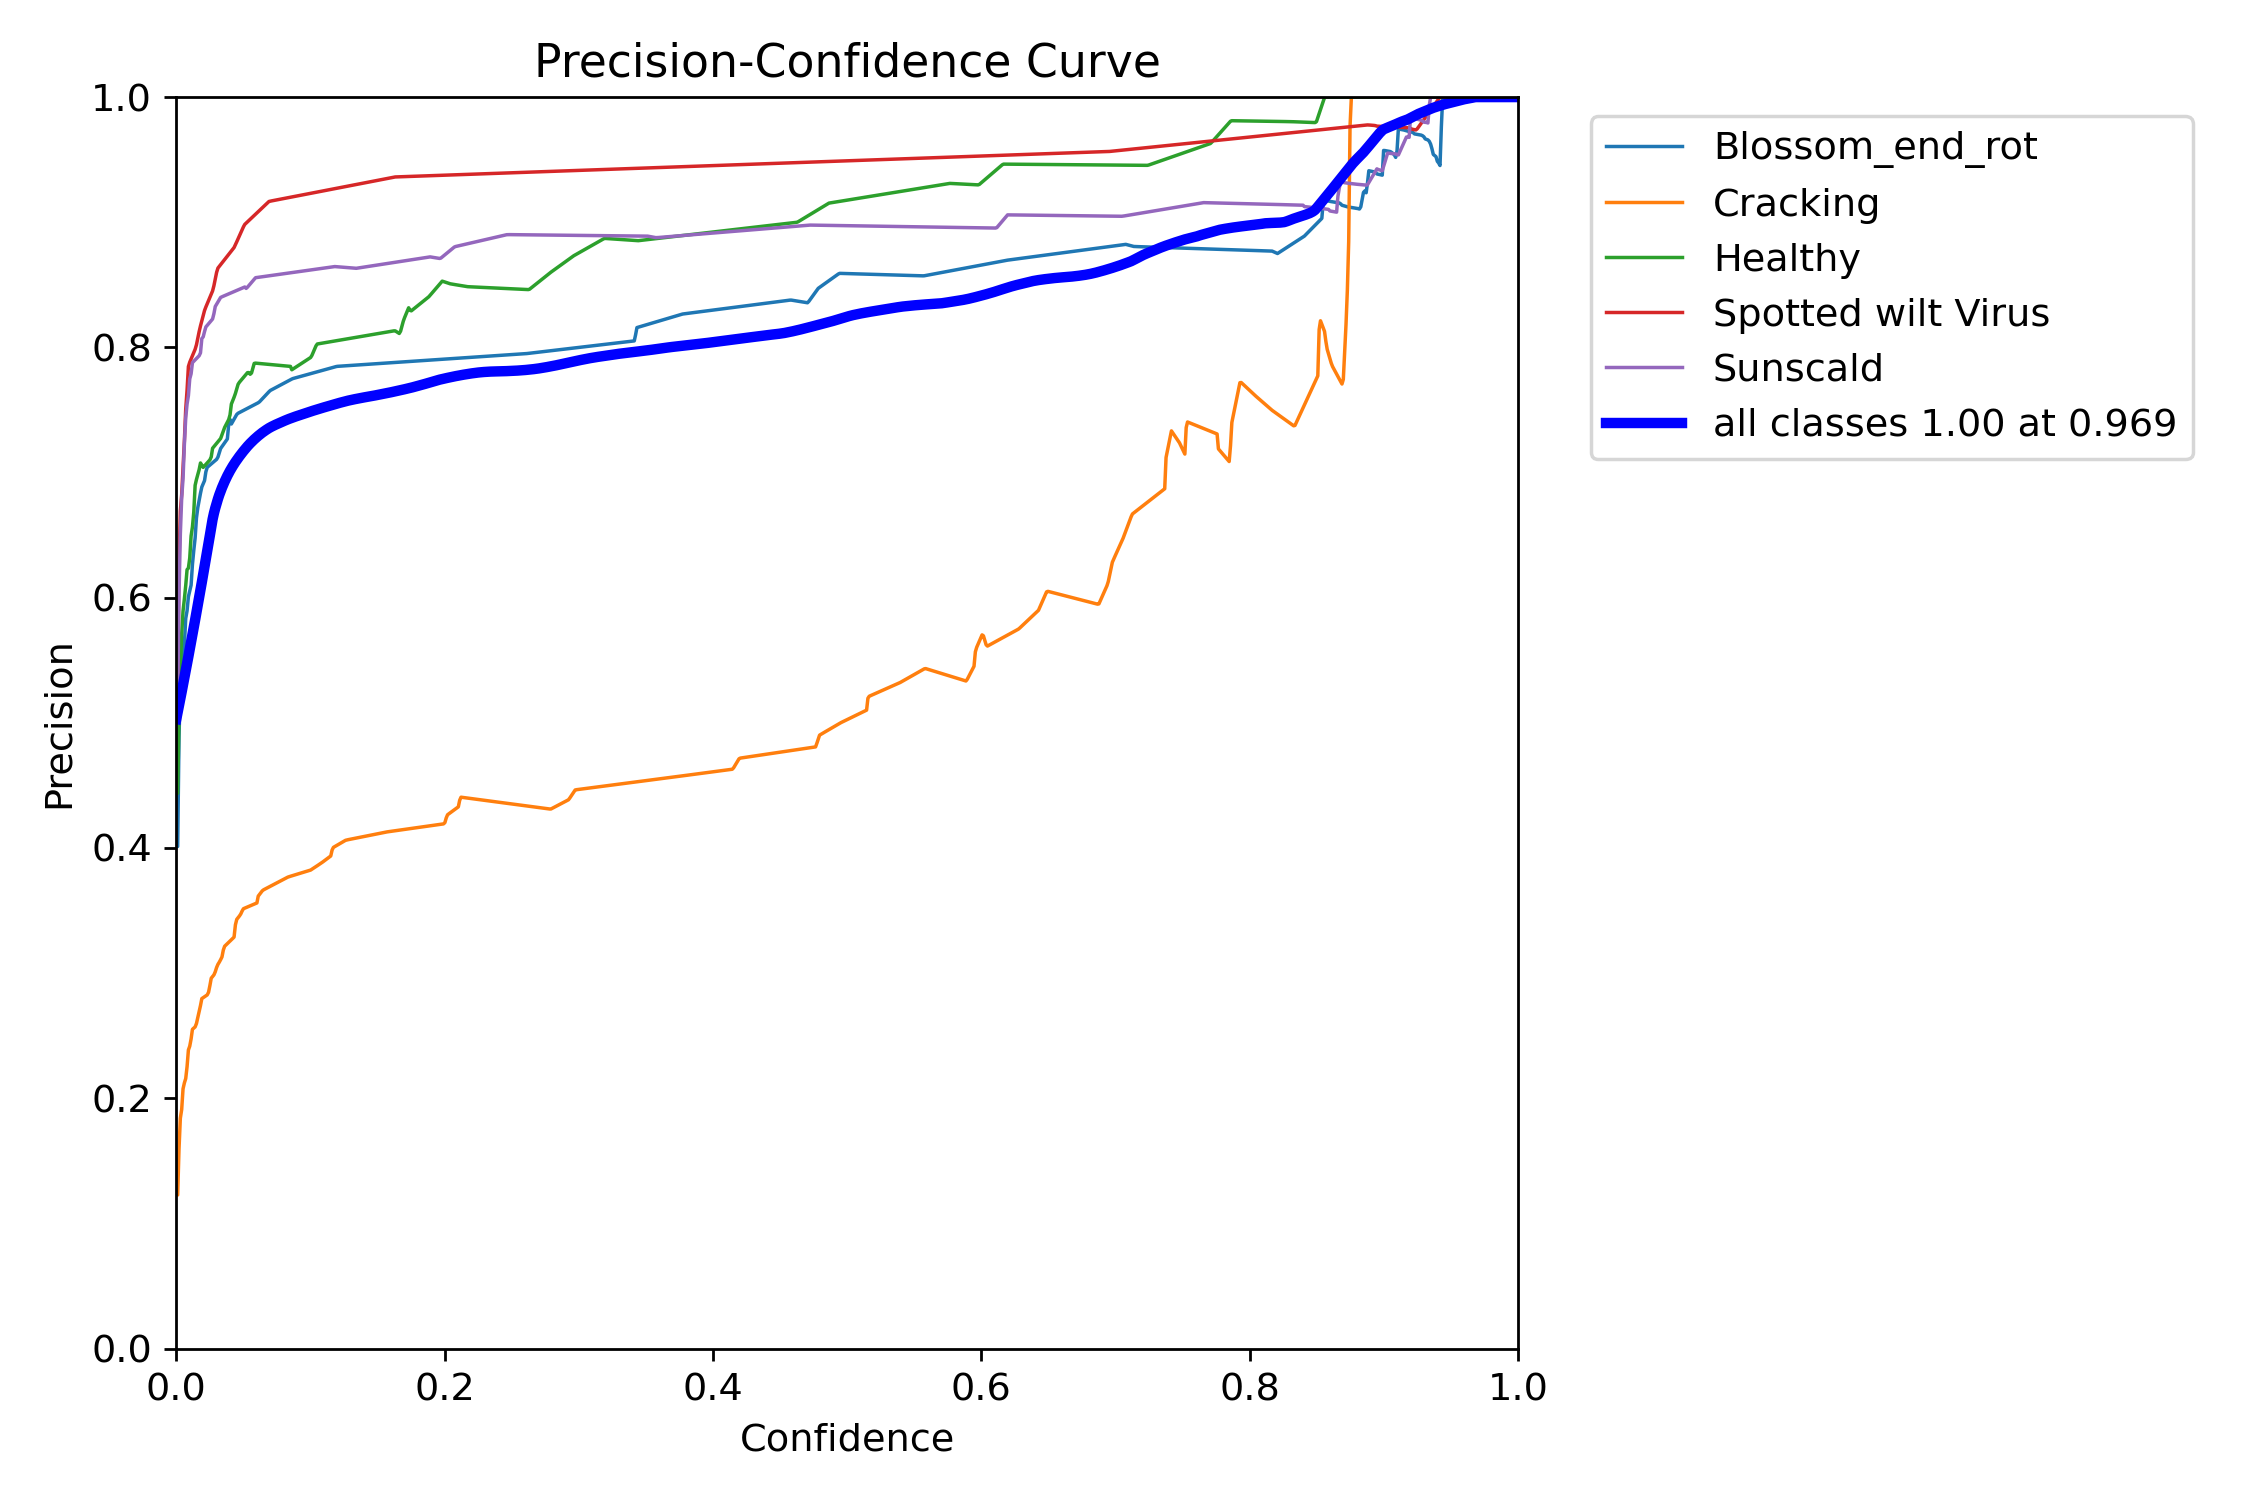 Precision-Confidence Curve
1.0
0.8
0.6
0.4
0.2
0.0
Precision
0.0 0.2 0.4 0.6 0.8 1.0
Confidence
Blossom_end_rot
Cracking
Healthy
Spotted wilt Virus
Sunscald
all classes 1.00 at 0.969